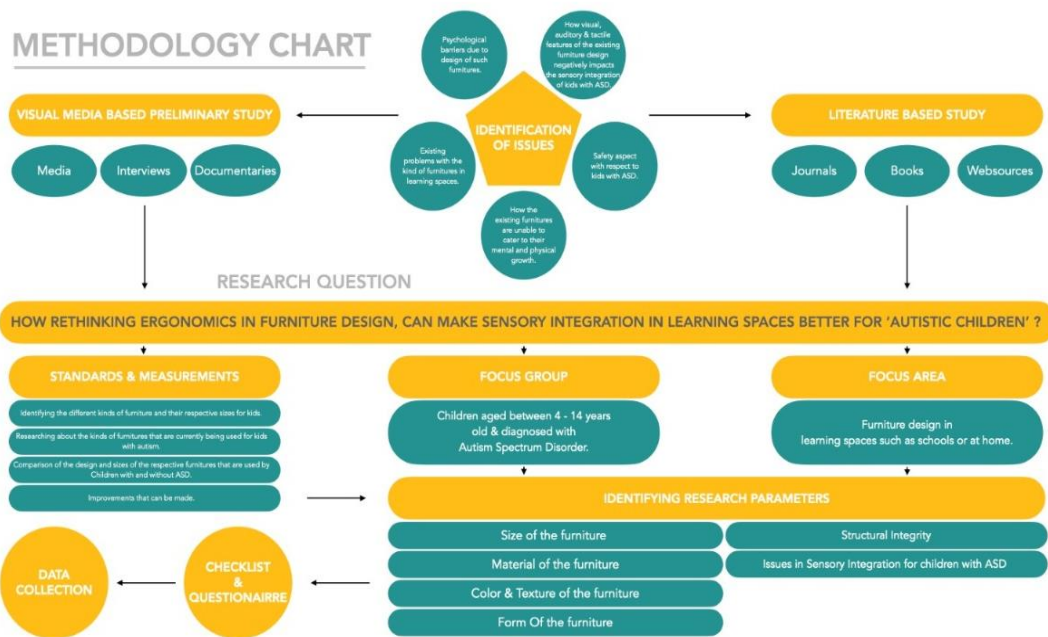 METHODOLOGY CHART
Psychological
barriers due to
design of such
furnitures.
How visual,
auditory & tactile
features of the existing
furniture design
negatively impacts
the sensory integration
of kids with ASD.
IDENTIFICATION
OF ISSUES
Existing
problems with the
kind of furnitures in
learning spaces.
Safety aspect
with respect to
kids with ASD.
How the
existing furnitures
are unable to
cater to their
mental and physical
growth.
VISUAL MEDIA BASED PRELIMINARY STUDY
Media
Interviews
Documentaries
LITERATURE BASED STUDY
Journals
Books
Websources
RESEARCH QUESTION
HOW RETHINKING ERGONOMICS IN FURNITURE DESIGN, CAN MAKE SENSORY INTEGRATION IN LEARNING SPACES BETTER FOR ‘AUTISTIC CHILDREN’ ?
STANDARDS & MEASUREMENTS
Identifying the different kinds of furniture and their respective sizes for kids.
Researching about the kinds of furnitures that are currently being used for kids
with autism.
Comparison of the design and sizes of the respective furnitures that are used by
Children with and without ASD.
Improvements that can be made.
FOCUS GROUP
Children aged between 4 - 14 years
old & diagnosed with
Autism Spectrum Disorder.
FOCUS AREA
Furniture design in
learning spaces such as schools or at home.
IDENTIFYING RESEARCH PARAMETERS
Size of the furniture
Material of the furniture
Color & Texture of the furniture
Form Of the furniture
Structural Integrity
Issues in Sensory Integration for children with ASD
CHECKLIST
&
QUESTIONAIRRE
DATA
COLLECTION